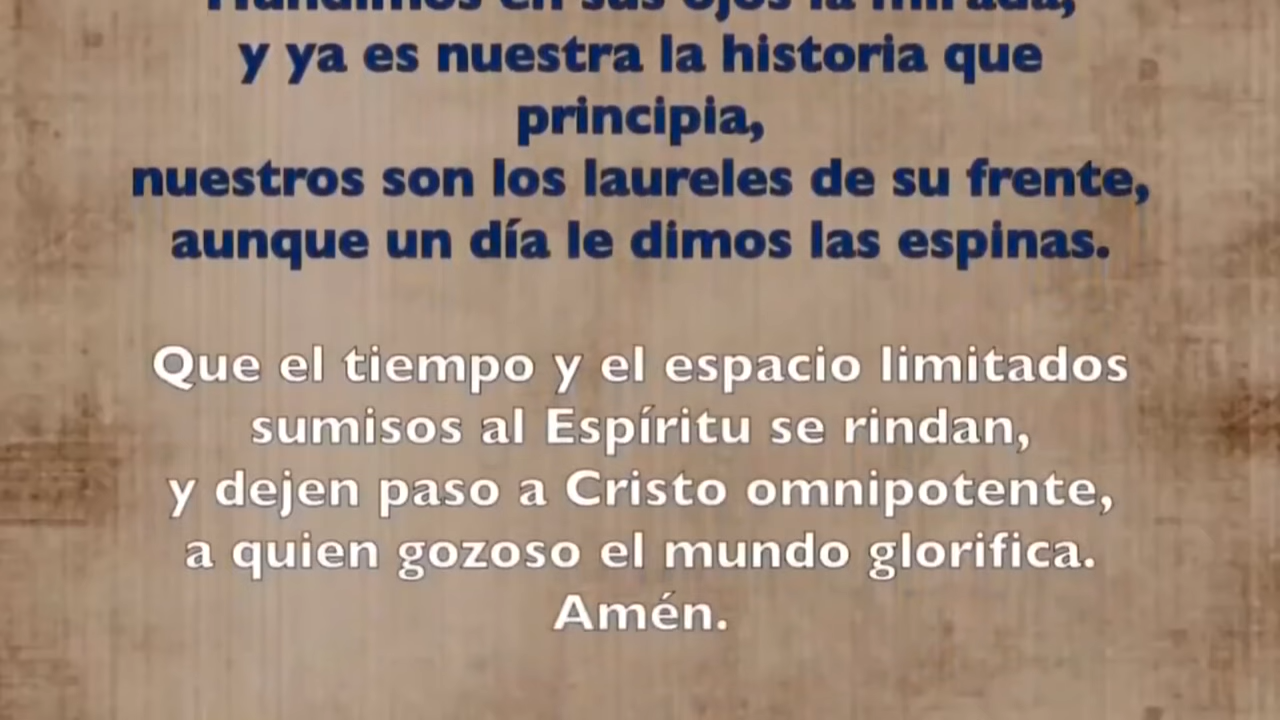 Hundimos en sus ojos la mirada,
y ya es nuestra la historia que
principia,
nuestros son los laureles de su frente,
aunque un día le dimos las espinas.
Que el tiempo y el espacio limitados
sumisos al Espíritu se rindan,
y dejen paso a Cristo omnipotente,
a quien gozoso el mundo glorifica.
Amén.